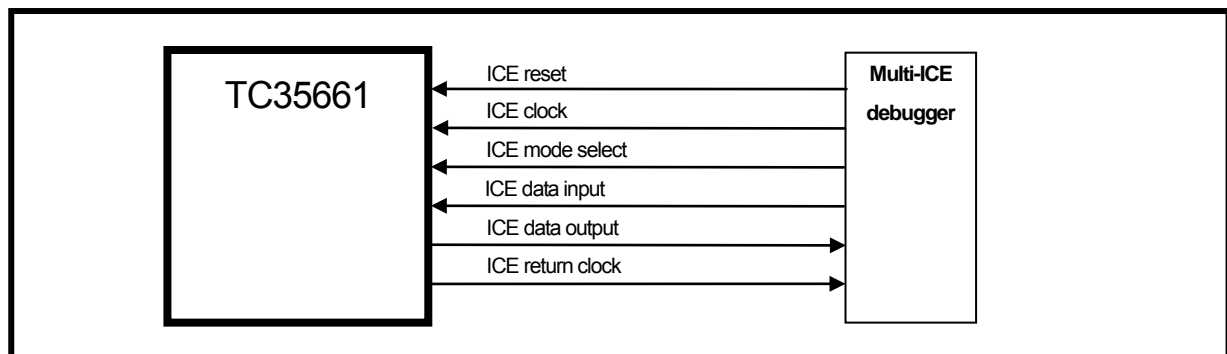 TC35661
ICE reset
ICE clock
ICE mode select
ICE data input
ICE data output
ICE return clock
Multi-ICE
debugger